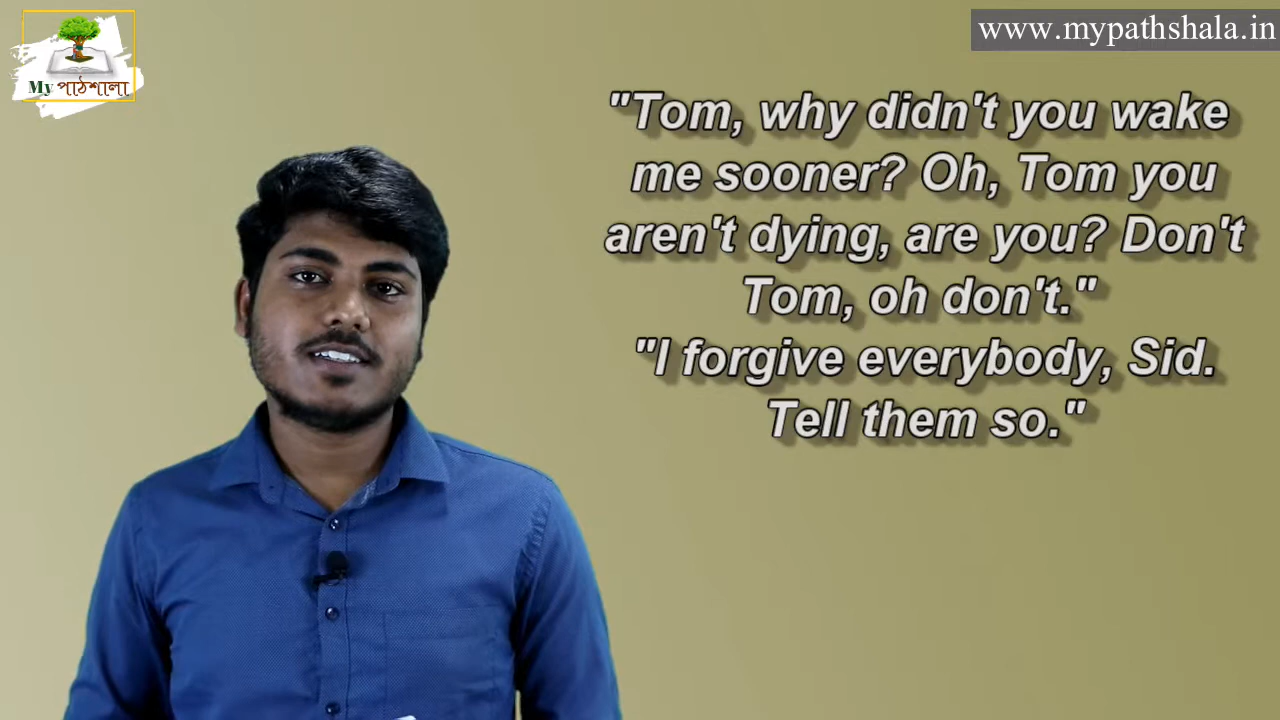 www.mypathshala.in
My পাঠশালা
"Tom, why didn't you wake
me sooner? Oh, Tom you
aren't dying, are you? Don't
Tom, oh don't."
"I forgive everybody, Sid.
Tell them so."